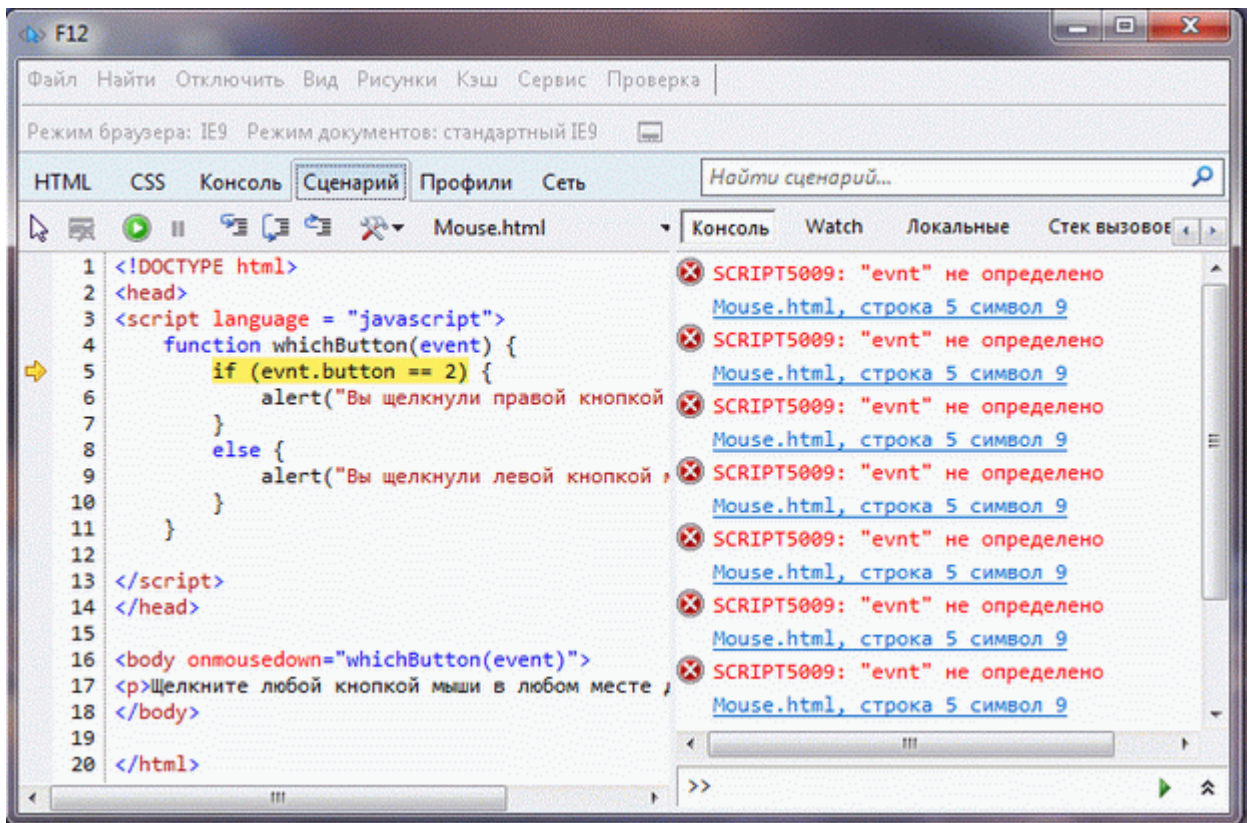 F12
Файл Найти Отключить Вид Рисунки Кэш Сервис Проверка
Режим браузера: IE9 Режим документов: стандартный IE9
HTML CSS Консоль Сценарий Профили Сеть
Найти сценарий...
Mouse.html
Консоль Watch Локальные Стек вызовов
1 <!DOCTYPE html>
2 <head>
3 <script language = "javascript">
4 function whichButton(event) {
5 if (evnt.button == 2) {
6 alert("Вы щелкнули правой кнопкой
7 }
8 else {
9 alert("Вы щелкнули левой кнопкой
10 }
11 }
12
13 </script>
14 </head>
15
16 <body onmousedown="whichButton(event)">
17 <p>Щелкните любой кнопкой мыши в любом месте
18 </body>
19
20 </html>
SCRIPT5009: "evnt" не определено
Mouse.html, строка 5 символ 9
SCRIPT5009: "evnt" не определено
Mouse.html, строка 5 символ 9
SCRIPT5009: "evnt" не определено
Mouse.html, строка 5 символ 9
SCRIPT5009: "evnt" не определено
Mouse.html, строка 5 символ 9
SCRIPT5009: "evnt" не определено
Mouse.html, строка 5 символ 9
SCRIPT5009: "evnt" не определено
Mouse.html, строка 5 символ 9
SCRIPT5009: "evnt" не определено
Mouse.html, строка 5 символ 9
>>